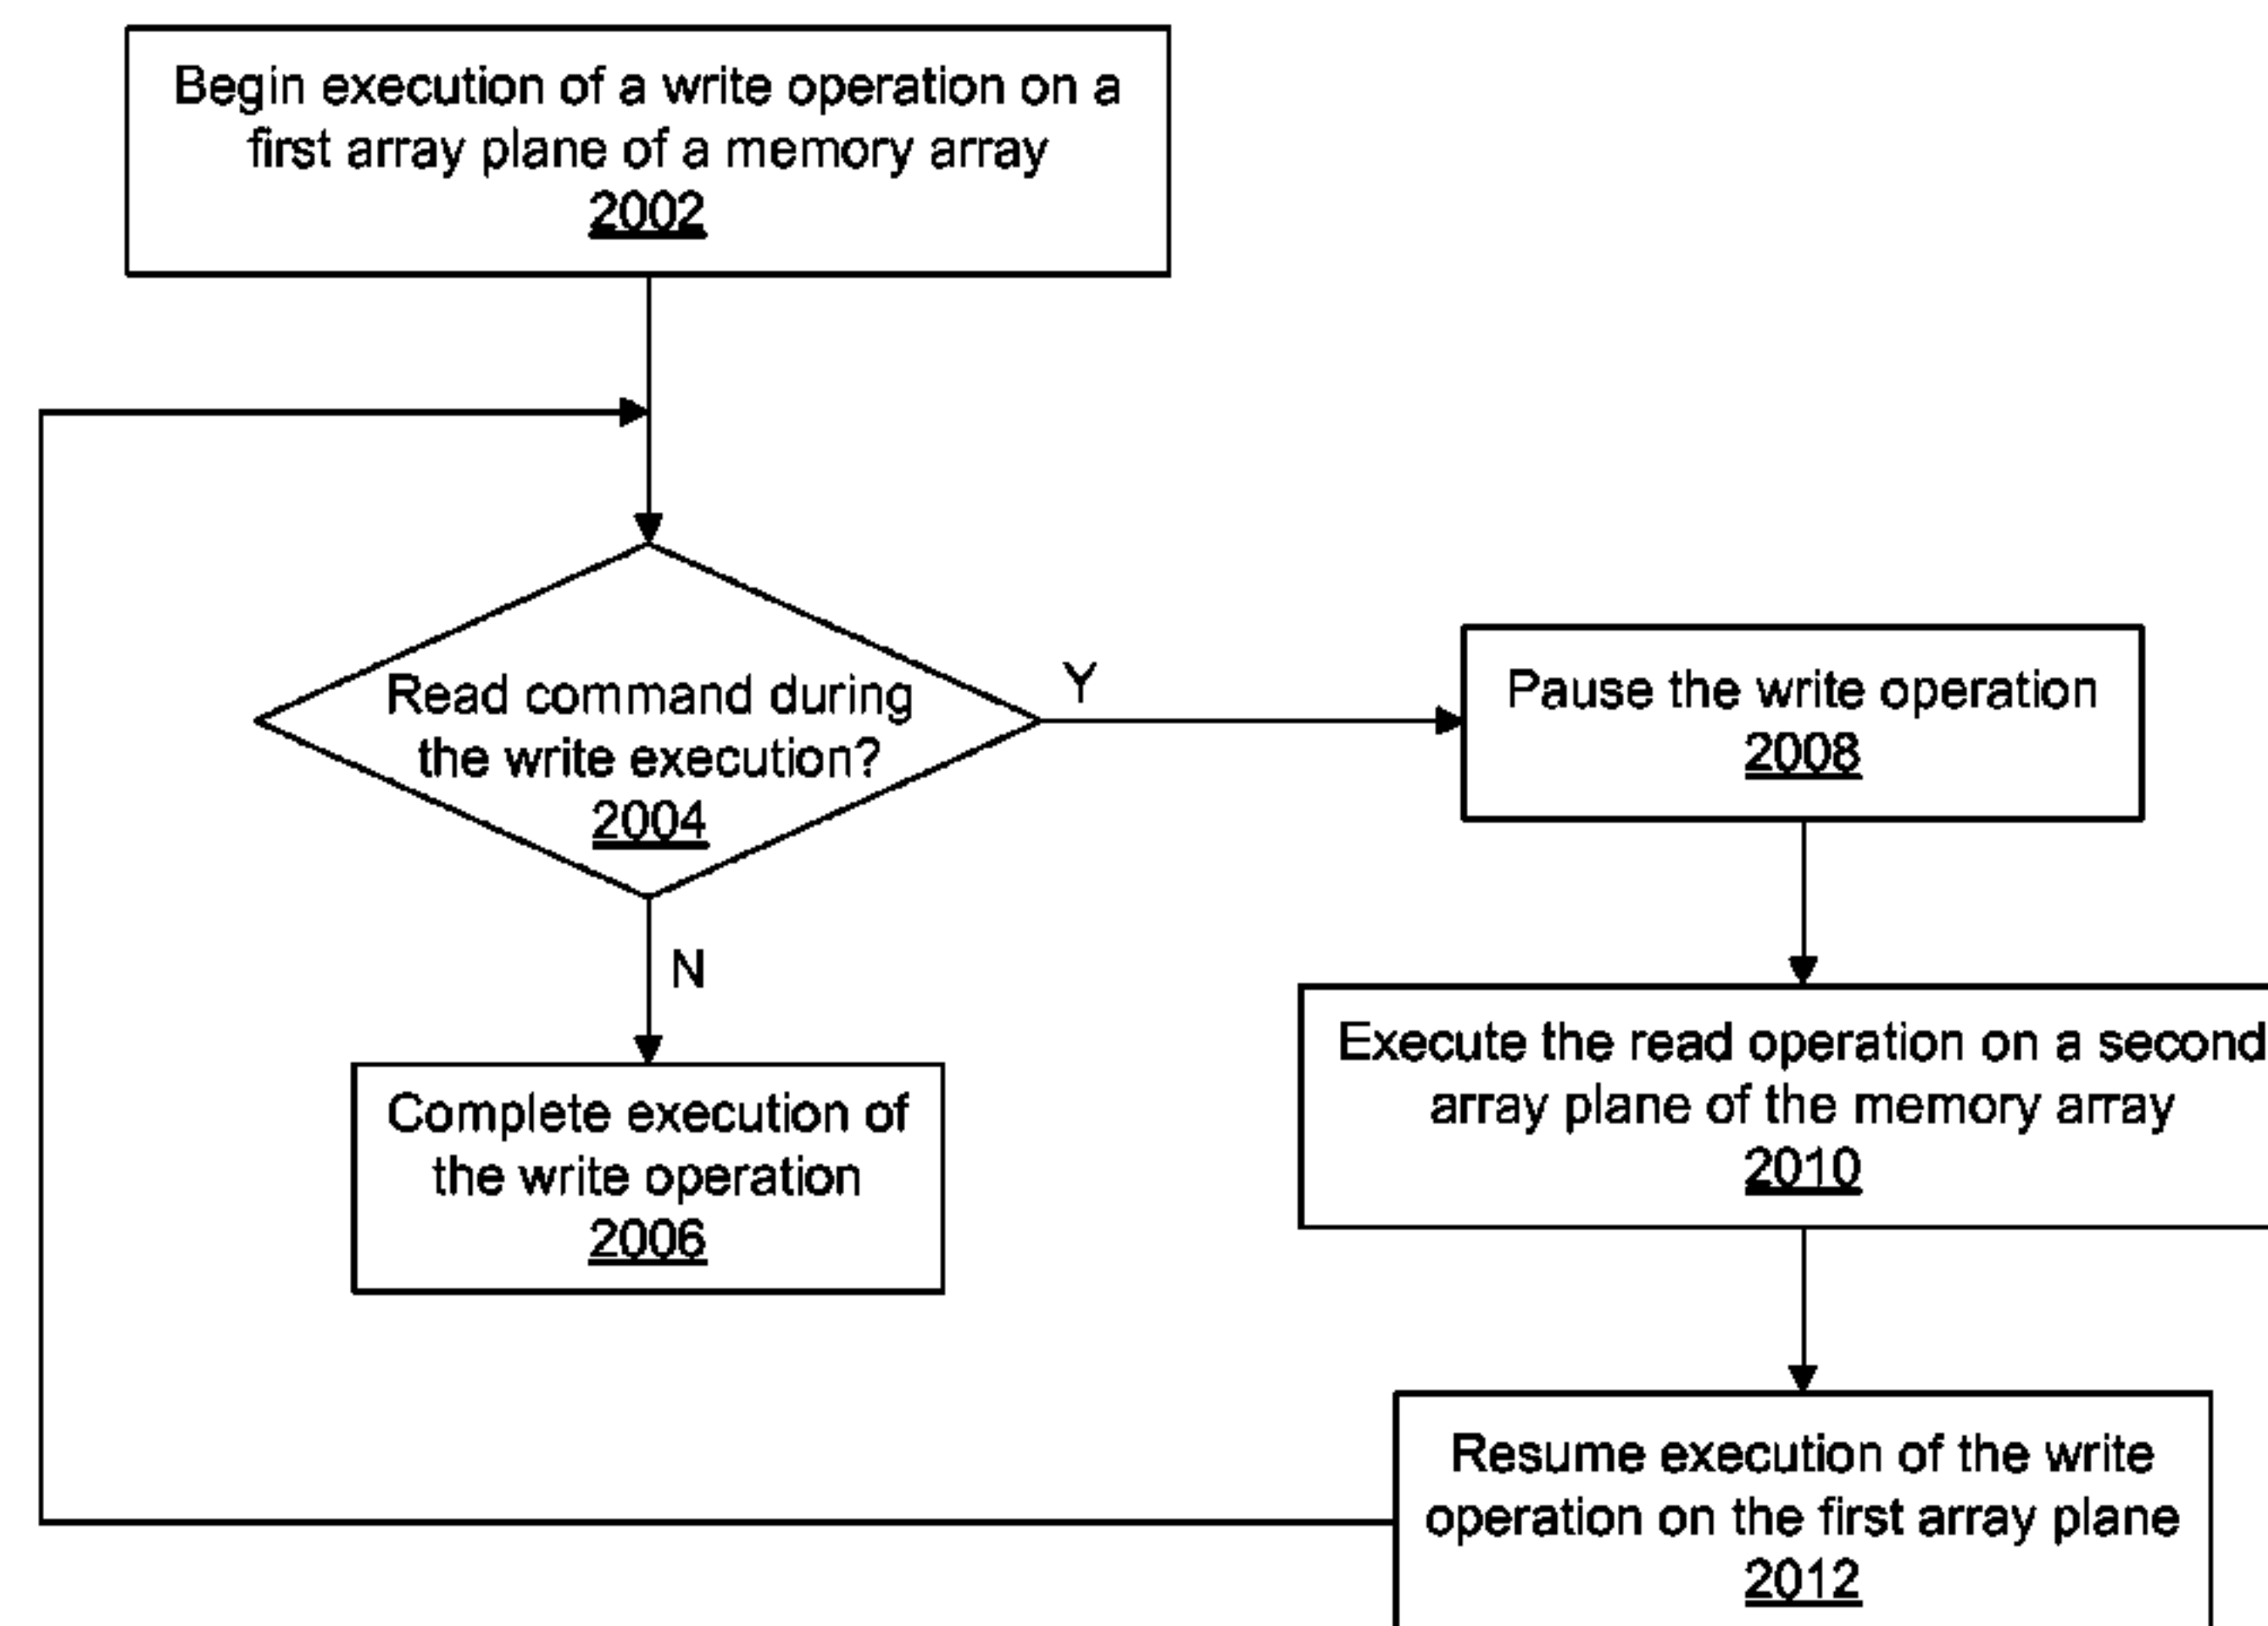 Begin execution of a write operation on a
first array plane of a memory array
2002
Read command during
the write execution?
2004
Y
N
Complete execution of
the write operation
2006
Pause the write operation
2008
Execute the read operation on a second
array plane of the memory array
2010
Resume execution of the write
operation on the first array plane
2012